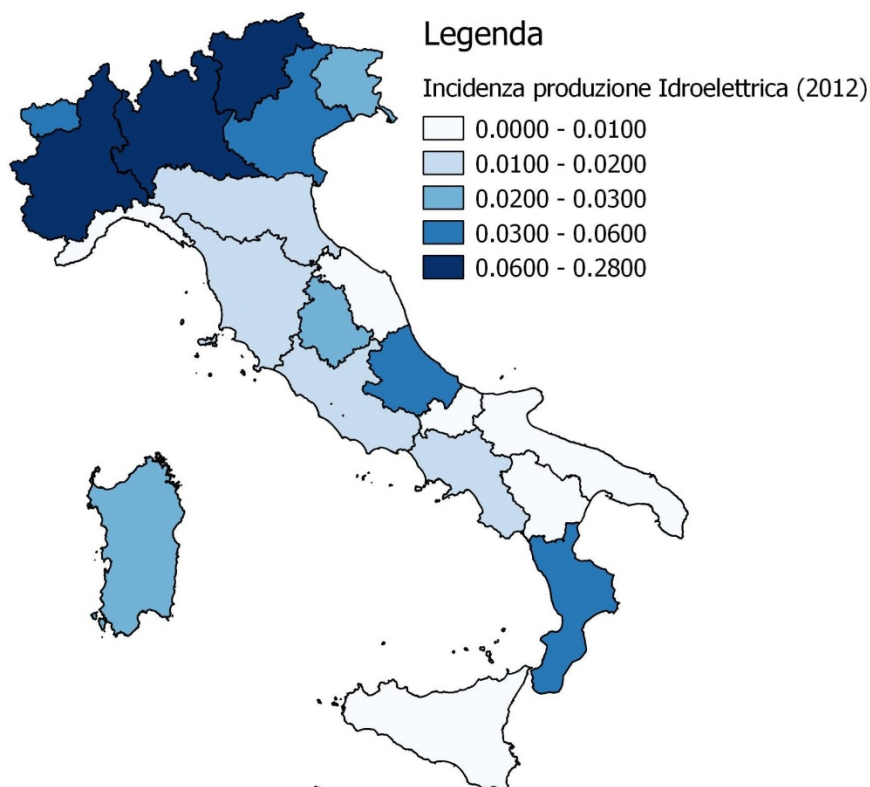 Legenda
Incidenza produzione Idroelettrica (2012)
0.0000 - 0.0100
0.0100 - 0.0200
0.0200 - 0.0300
0.0300 - 0.0600
0.0600 - 0.2800